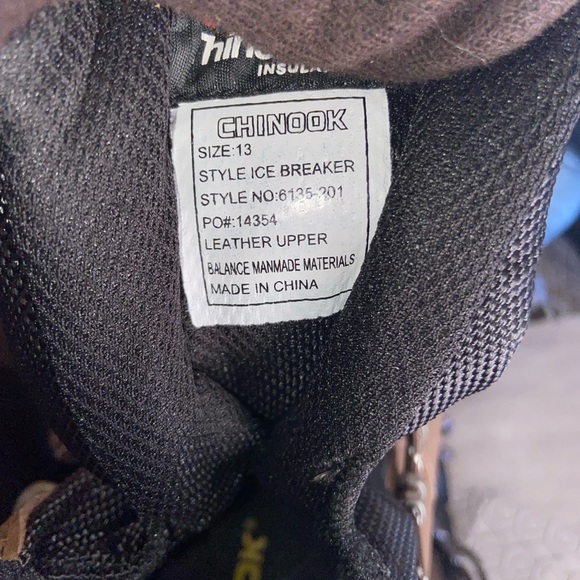 CHINOOK
SIZE:13
STYLE ICE BREAKER
STYLE NO:6135-201
PO#:14354
LEATHER UPPER
BALANCE MANMADE MATERIALS
MADE IN CHINA